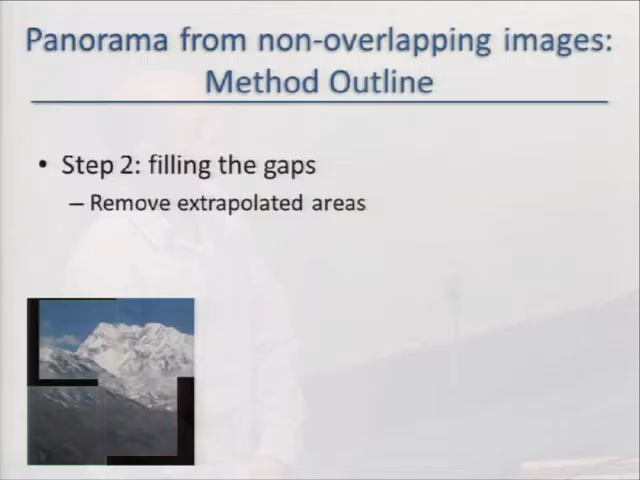 Panorama from non-overlapping images:
Method Outline
• Step 2: filling the gaps
– Remove extrapolated areas